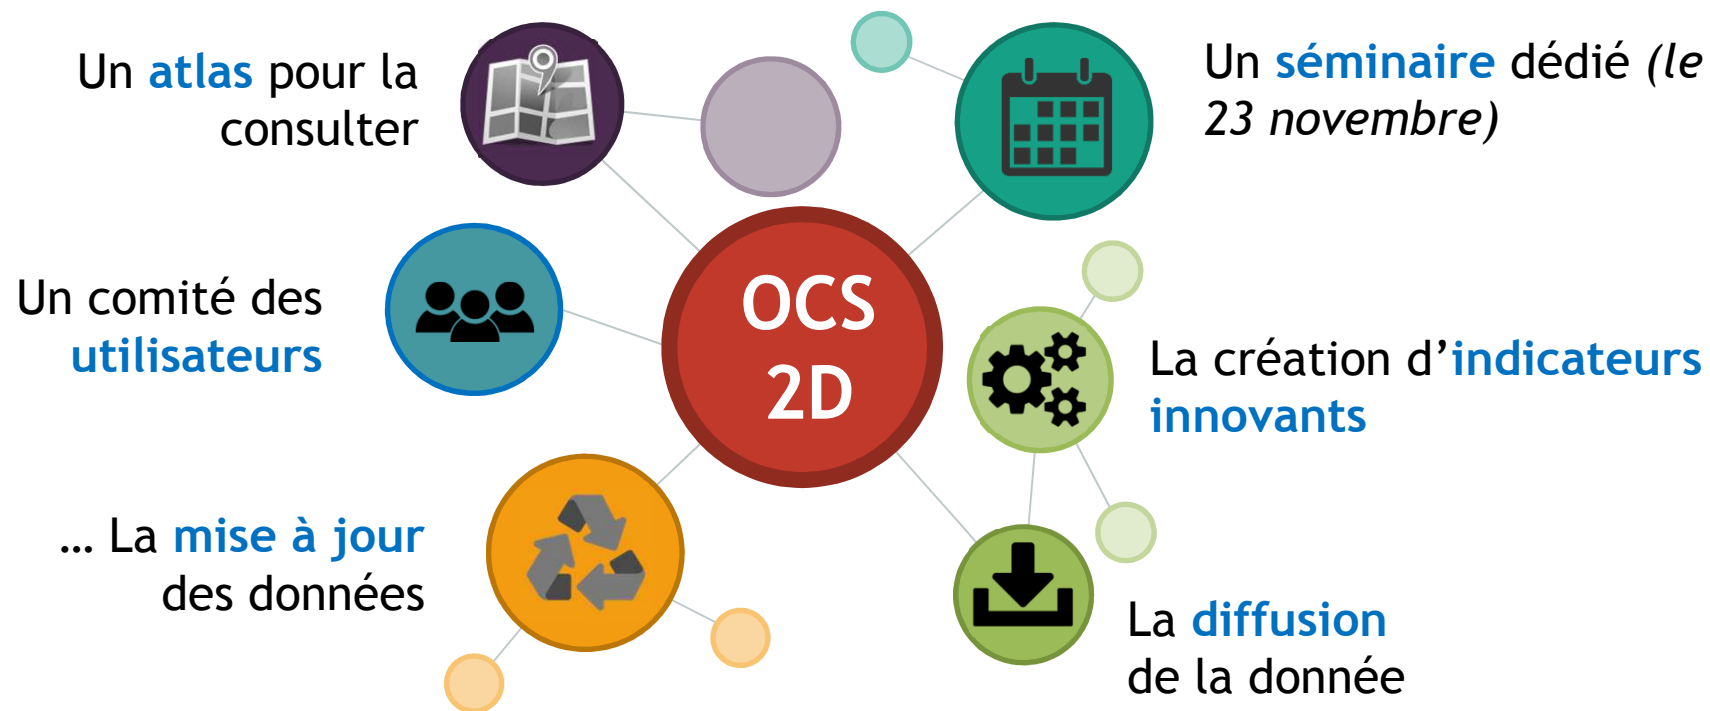 Un atlas pour la
consulter
Un séminaire dédié (le
23 novembre)
Un comité des
utilisateurs
OCS
2D
La création d’indicateurs
innovants
… La mise à jour
des données
La diffusion
de la donnée